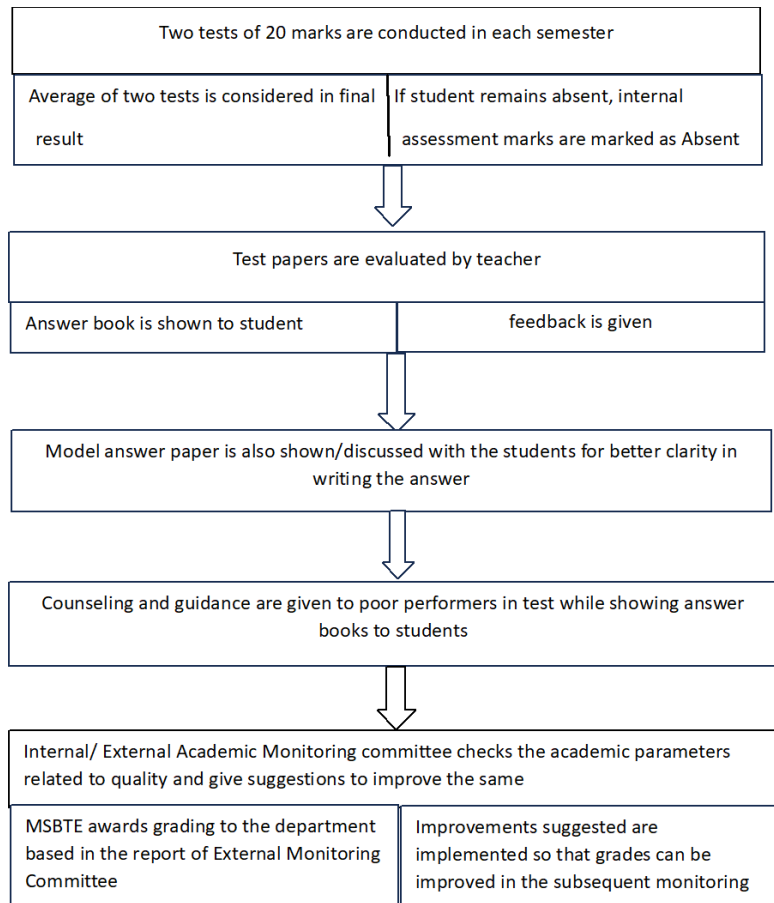 Two tests of 20 marks are conducted in each semester
Average of two tests is considered in final
result
If student remains absent, internal
assessment marks are marked as Absent
Test papers are evaluated by teacher
Answer book is shown to student
feedback is given
Model answer paper is also shown/discussed with the students for better clarity in
writing the answer
Counseling and guidance are given to poor performers in test while showing answer
books to students
Internal/ External Academic Monitoring committee checks the academic parameters
related to quality and give suggestions to improve the same
MSBTE awards grading to the department
based in the report of External Monitoring
Committee
Improvements suggested are
implemented so that grades can be
improved in the subsequent monitoring